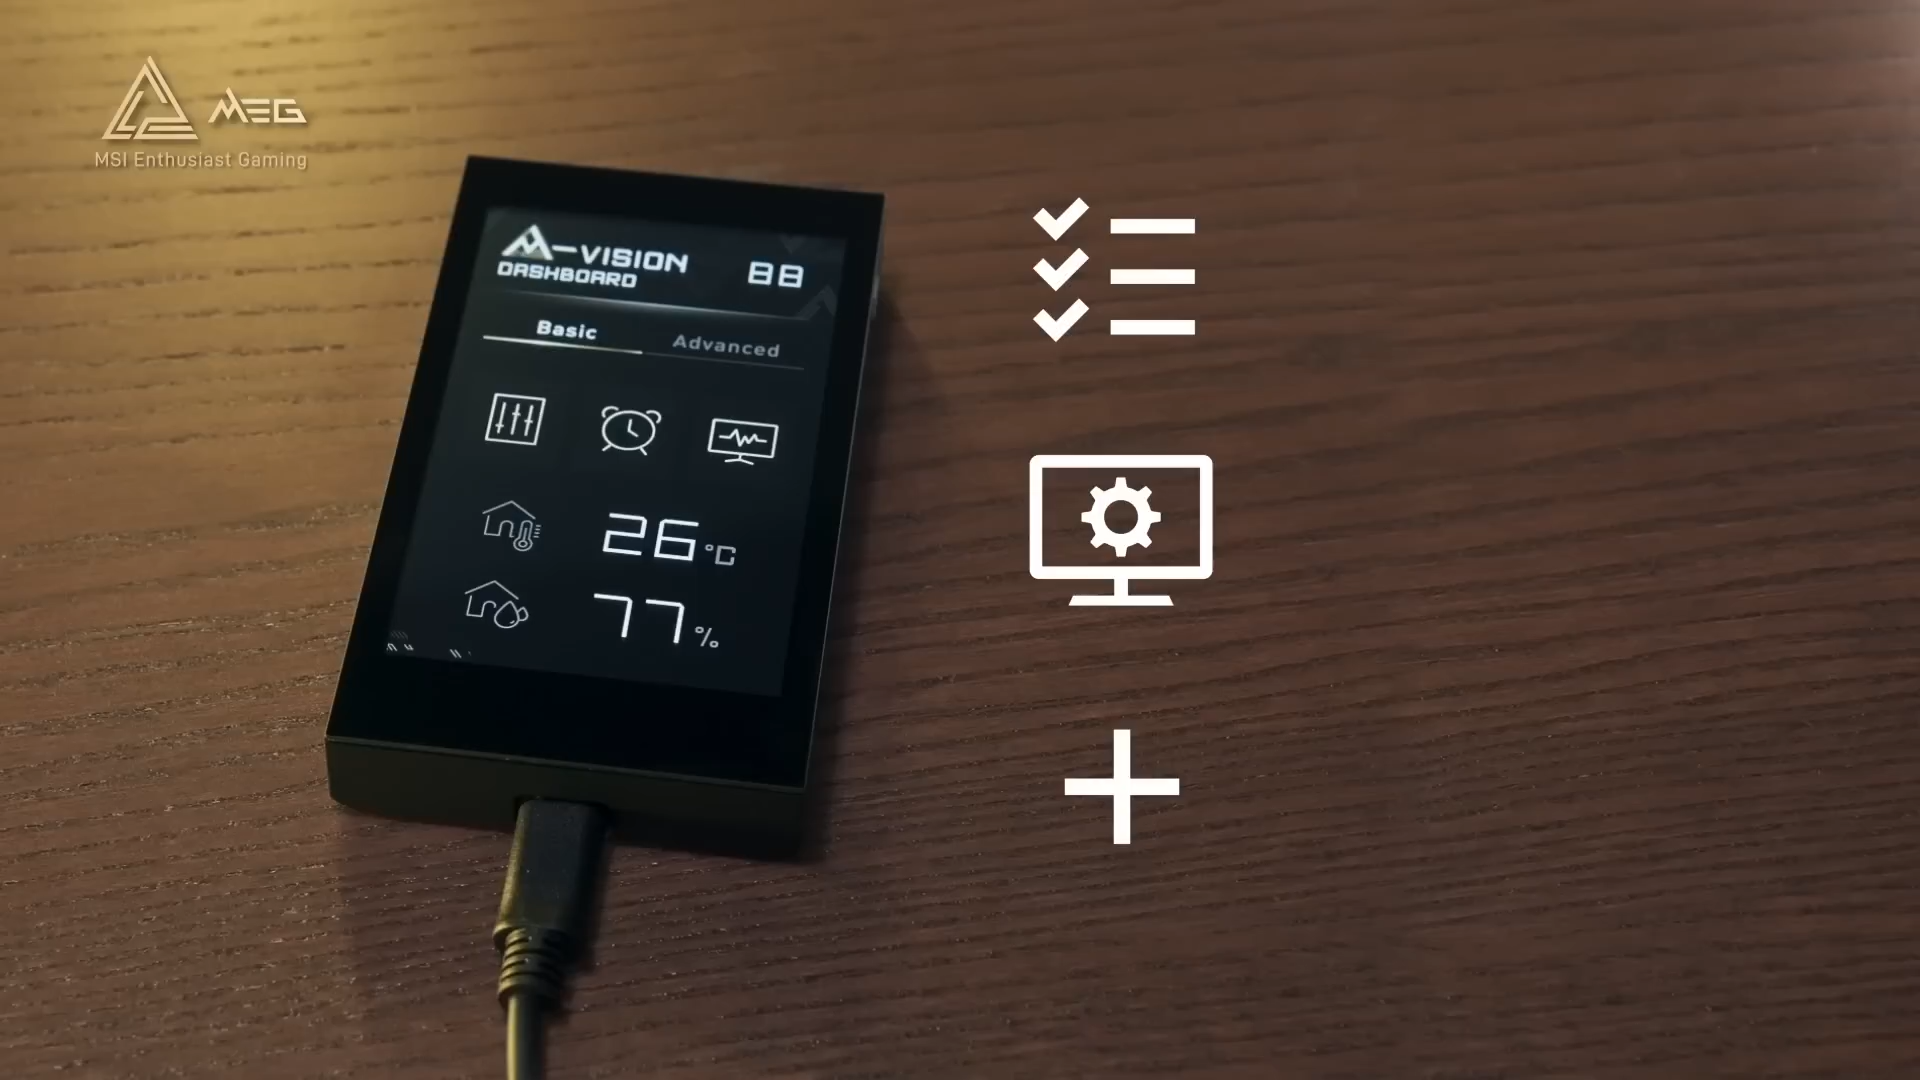 MEG
MSI Enthusiast Gaming
M-VISION
DASHBOARD
88
Basic
Advanced
26 °C
77 %